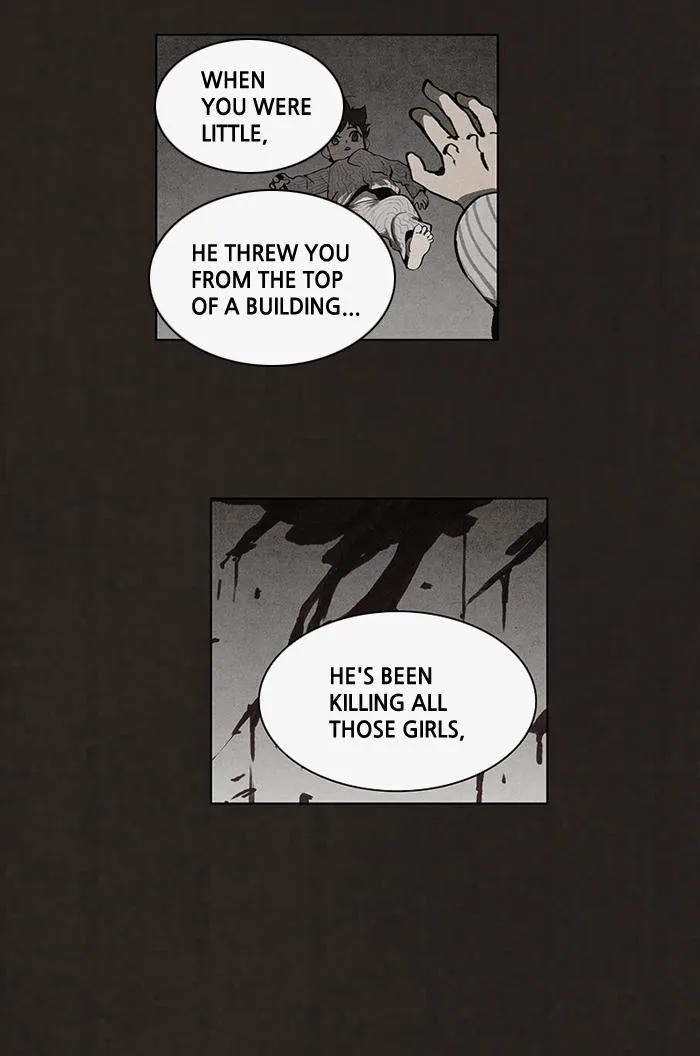 WHEN
YOU WERE
LITTLE,
HE THREW YOU
FROM THE TOP
OF A BUILDING...
HE'S BEEN
KILLING ALL
THOSE GIRLS,